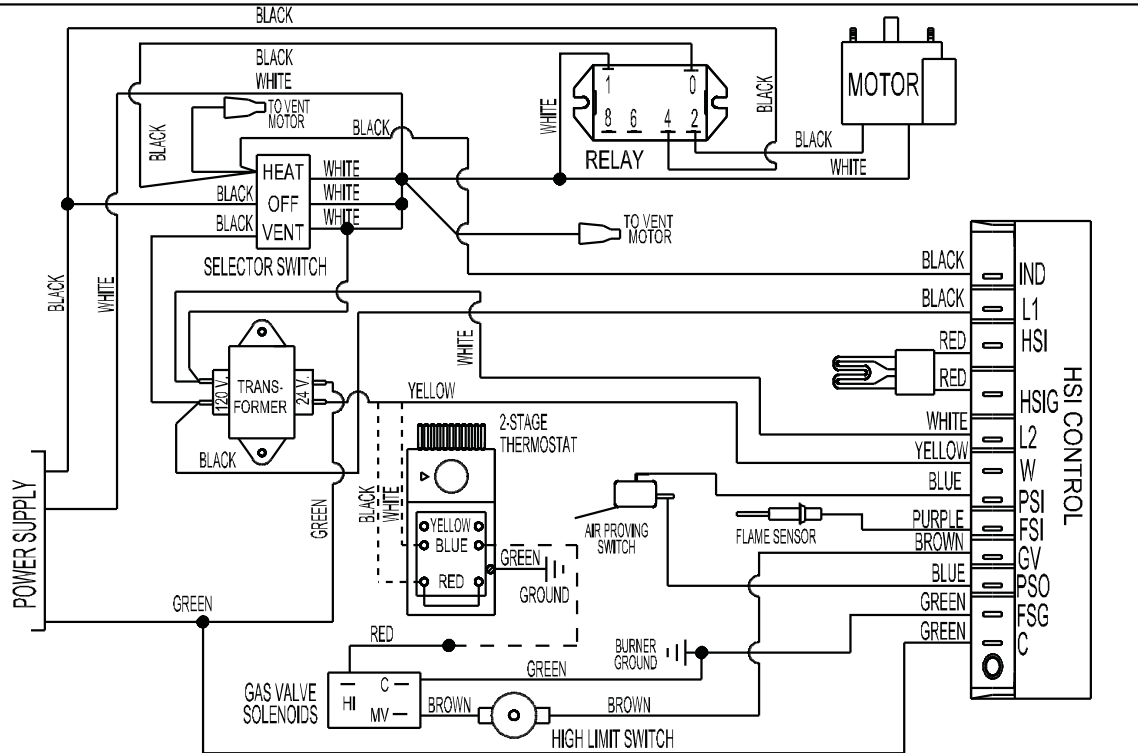 BLACK
BLACK
WHITE
TO VENT
MOTOR
BLACK
BLACK
WHITE
1
0
8
6
4
2
RELAY
BLACK
MOTOR
BLACK
WHITE
HEAT
OFF
VENT
WHITE
WHITE
WHITE
BLACK
BLACK
SELECTOR SWITCH
TO VENT
MOTOR
BLACK
WHITE
120 V.
TRANS-
FORMER
24 V.
WHITE
YELLOW
BLACK
GREEN
2-STAGE
THERMOSTAT
BLACK
WHITE
YELLOW
BLUE
RED
GREEN
GROUND
AIR PROVING
SWITCH
FLAME SENSOR
BLACK
IND
BLACK
L1
RED
HSI
RED
HSIG
WHITE
L2
YELLOW
W
BLUE
PSI
PURPLE
FSI
BROWN
GV
BLUE
PSO
GREEN
FSG
GREEN
C
HSI CONTROL
POWER SUPPLY
GREEN
RED
BURNER
GROUND
GREEN
GAS VALVE
SOLENOIDS
HI
C
MV
BROWN
BROWN
HIGH LIMIT SWITCH